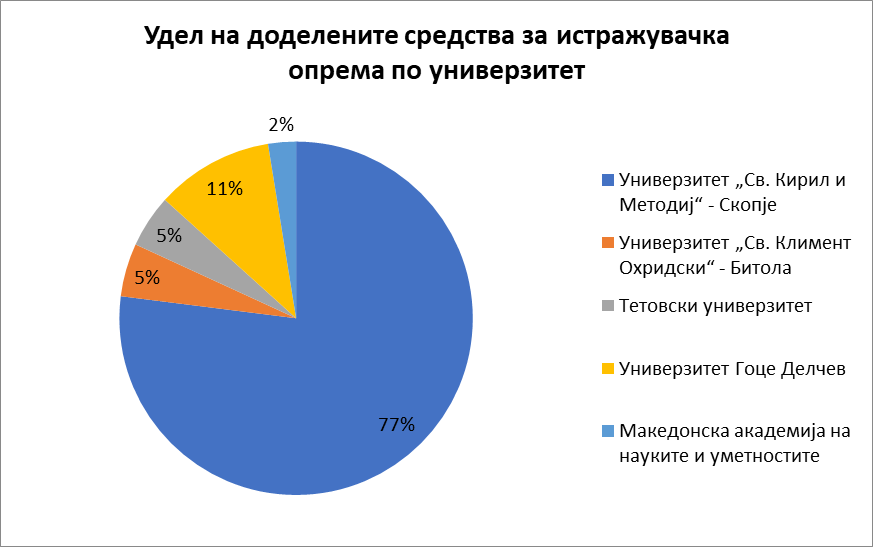 Удел на доделените средства за истражувачка
опрема по универзитет
2%
11%
5%
5%
77%
Универзитет „Св. Кирил и
Методиј“ - Скопје
Универзитет „Св. Климент
Охридски“ - Битола
Тетовски универзитет
Универзитет Гоце Делчев
Македонска академија на
науките и уметностите